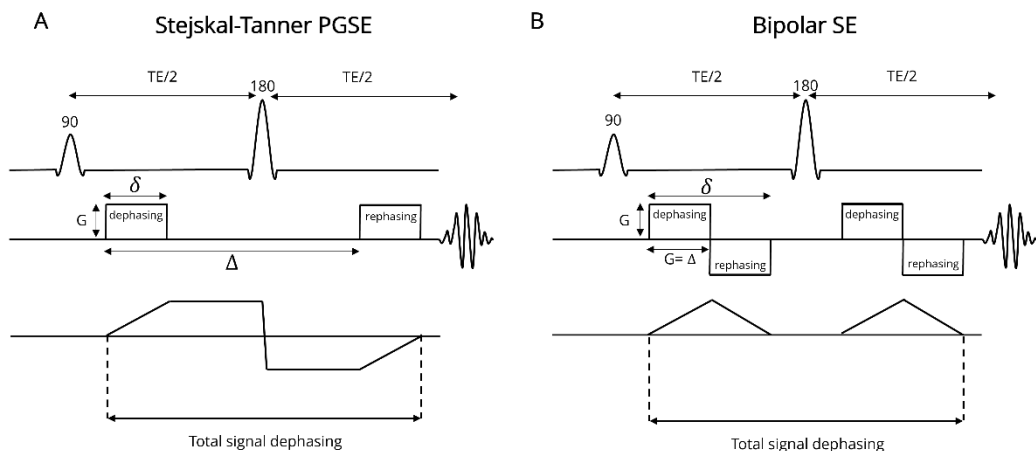 A
Stejskal-Tanner PGSE
TE/2
TE/2
90
180
δ
G
dephasing
rephasing
Δ
Total signal dephasing
B
Bipolar SE
TE/2
TE/2
90
180
δ
G
dephasing
dephasing
G= Δ
rephasing
rephasing
Total signal dephasing